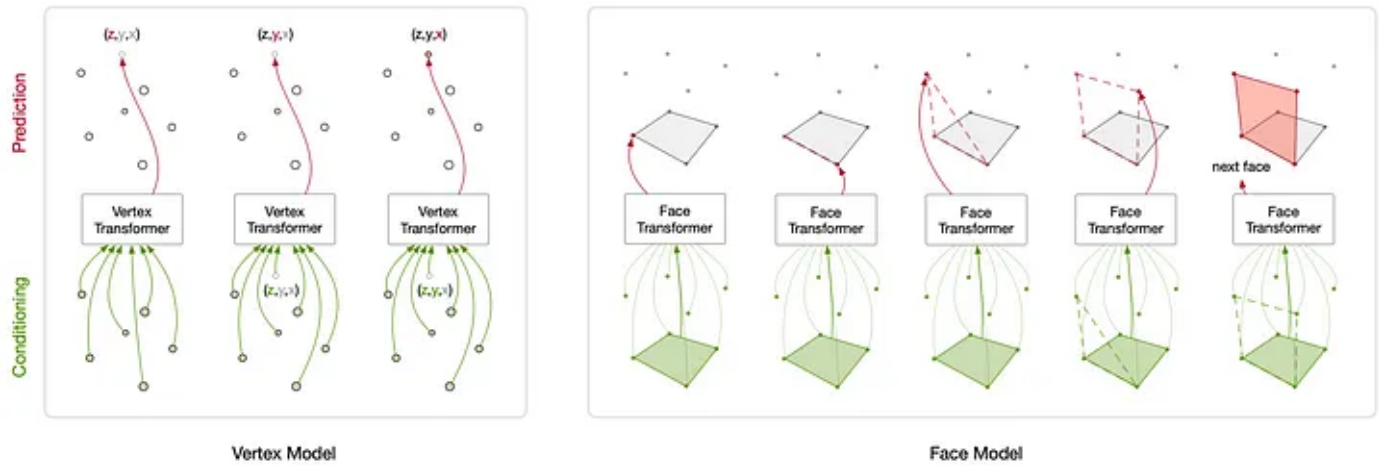 Prediction
Conditioning
(z,y,x)
(z,y,x)
(z,y,x)
Vertex
Transformer
Vertex
Transformer
Vertex
Transformer
(z,y,x)
(z,y,x)
Vertex Model
next face
Face
Transformer
Face
Transformer
Face
Transformer
Face
Transformer
Face
Transformer
Face Model